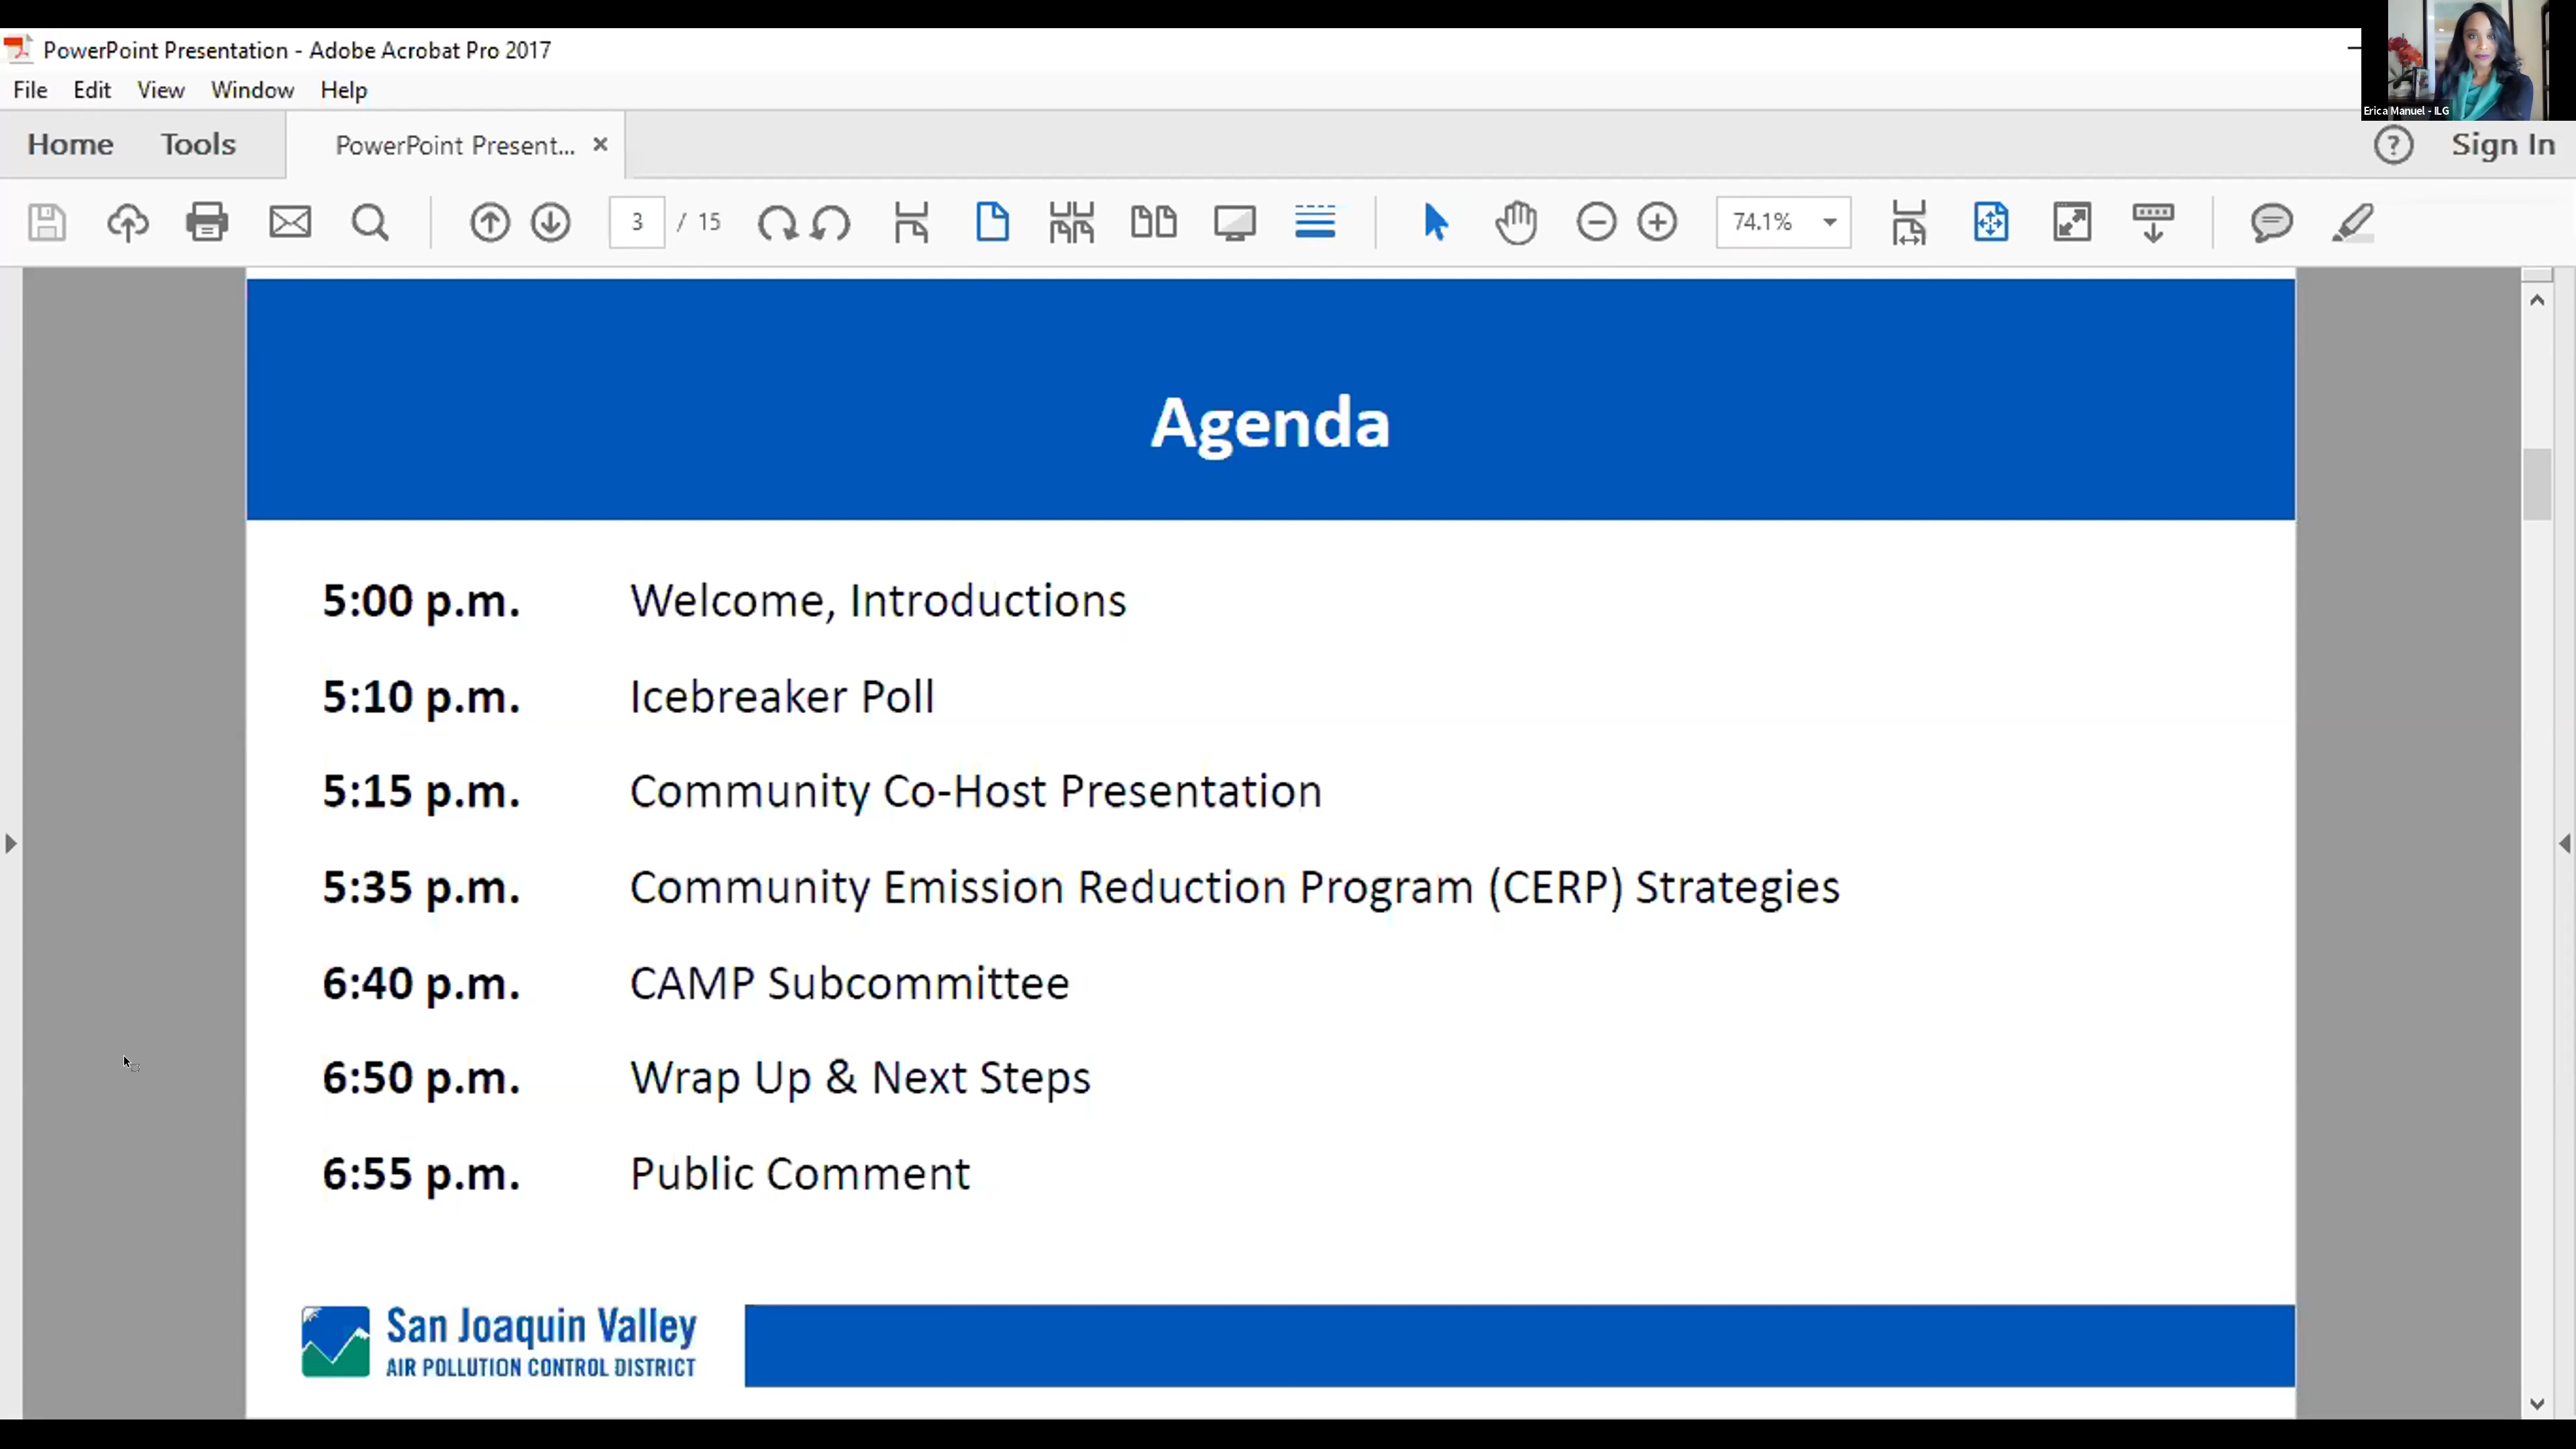 PowerPoint Presentation - Adobe Acrobat Pro 2017
Erica Manuel - ILG
File Edit View Window Help
Home Tools PowerPoint Present... Sign In
3 / 15 74.1%
Agenda
5:00 p.m. Welcome, Introductions
5:10 p.m. Icebreaker Poll
5:15 p.m. Community Co-Host Presentation
5:35 p.m. Community Emission Reduction Program (CERP) Strategies
6:40 p.m. CAMP Subcommittee
6:50 p.m. Wrap Up & Next Steps
6:55 p.m. Public Comment
San Joaquin Valley
AIR POLLUTION CONTROL DISTRICT